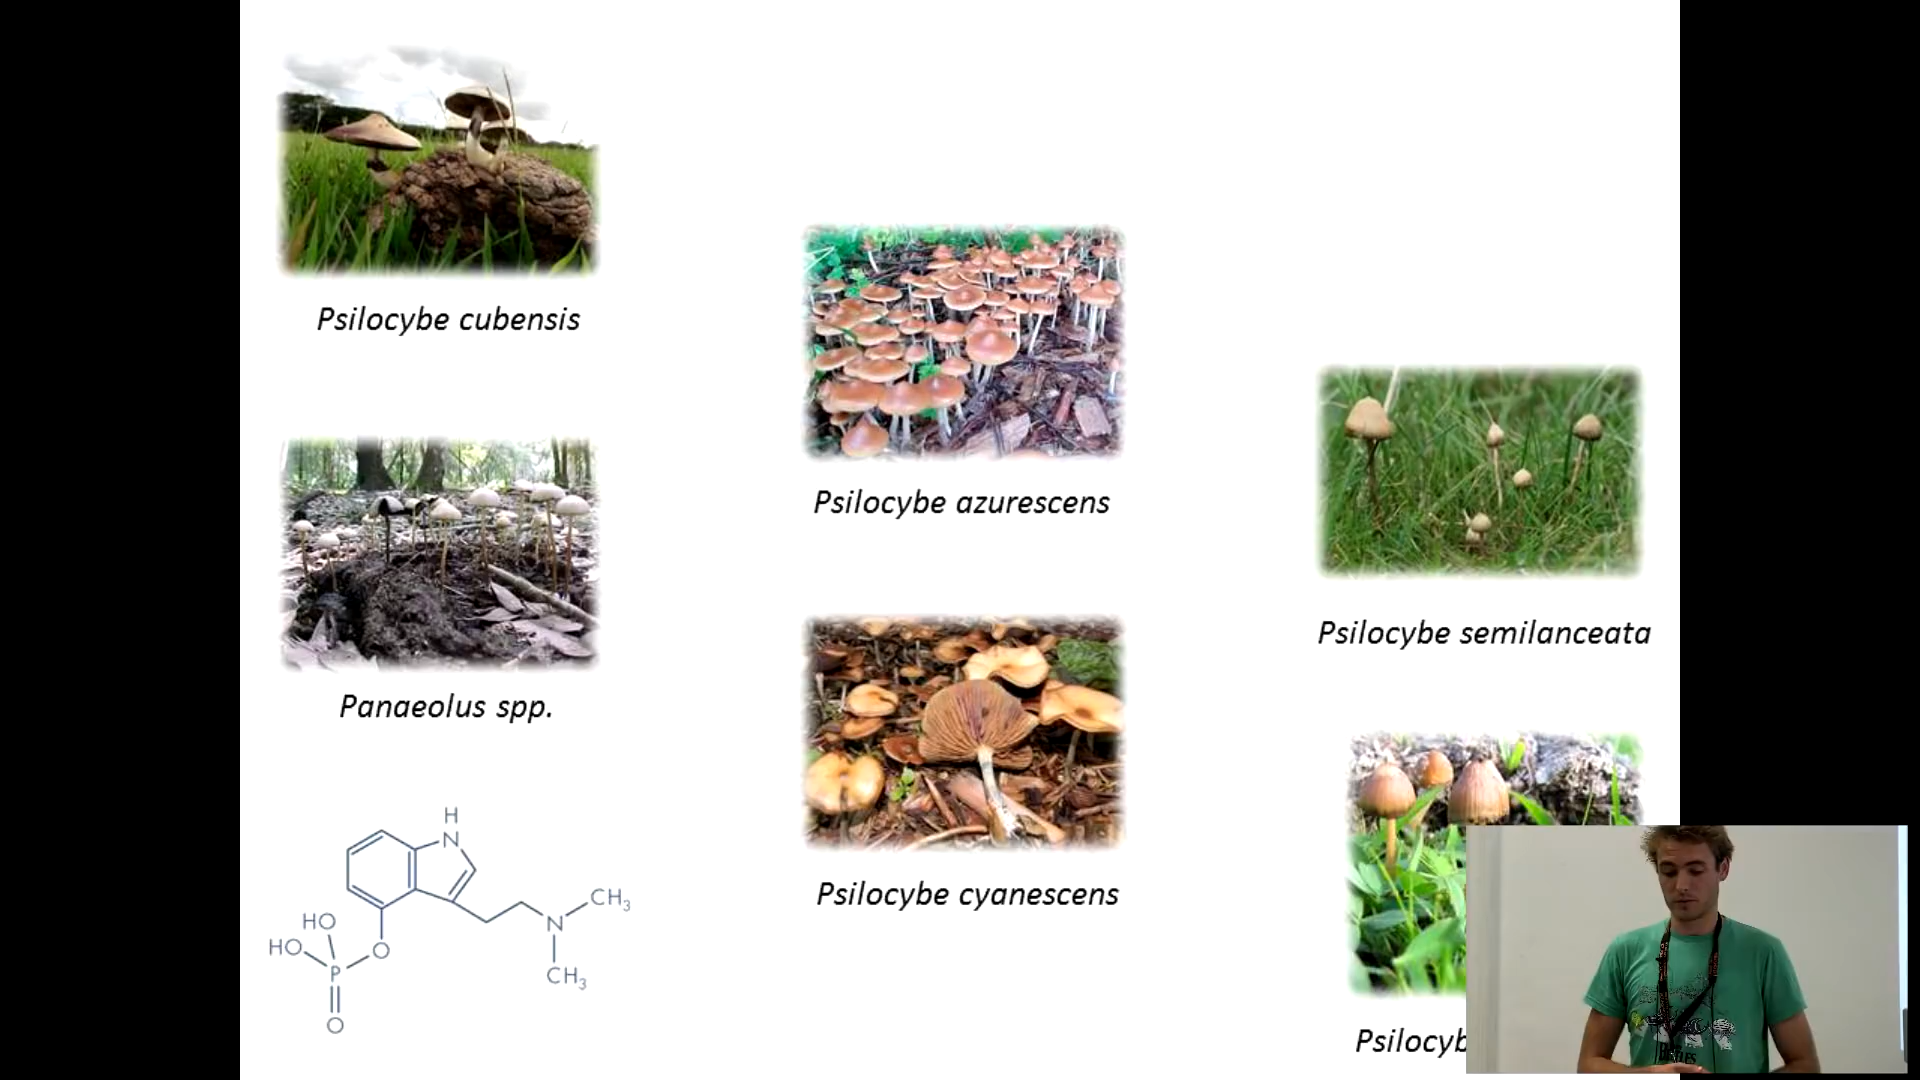 Psilocybe cubensis
Psilocybe azurescens
Psilocybe semilanceata
Panaeolus spp.
Psilocybe cyanescens
H
N
CH3
N
CH3
HO
HO
O
P
O
Psilocyb